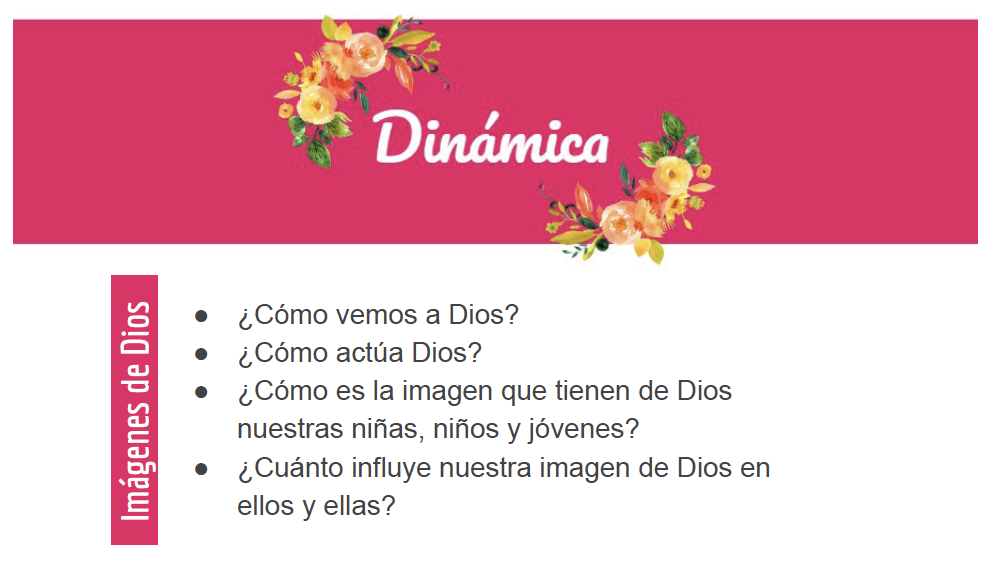 Dinámica
Imágenes de Dios
● ¿Cómo vemos a Dios?
● ¿Cómo actúa Dios?
● ¿Cómo es la imagen que tienen de Dios
nuestras niñas, niños y jóvenes?
● ¿Cuánto influye nuestra imagen de Dios en
ellos y ellas?